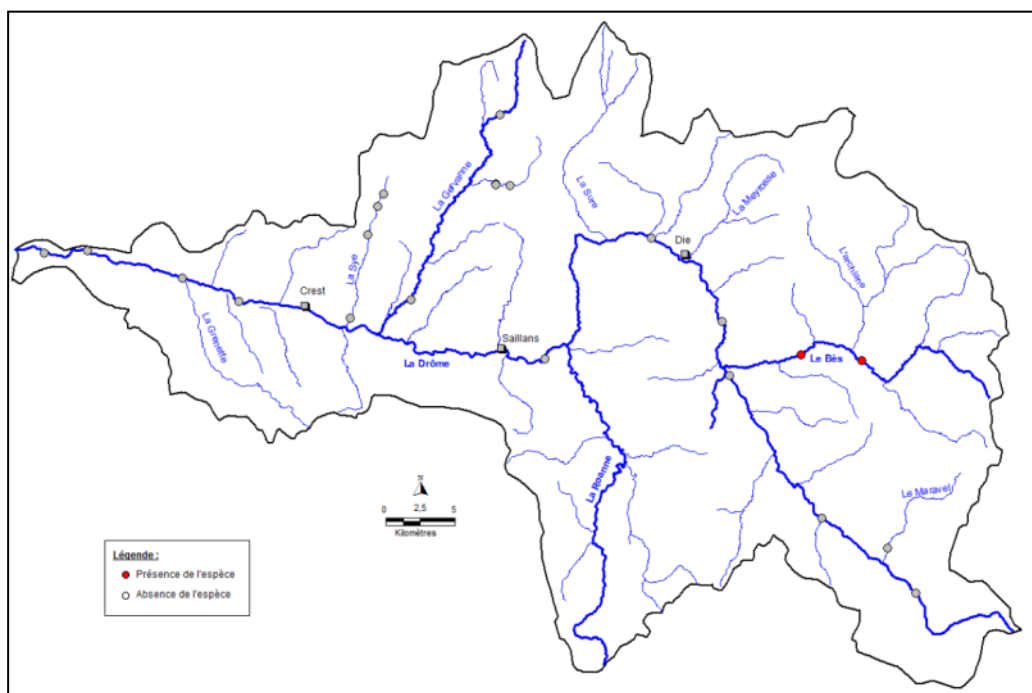 La Gervanne
La Sure
La Meyrosse
Die
L'archiane
La Sye
Crest
La Grenette
Saillans
La Drôme
Le Bès
La Roanne
Le Maravel
N
0 2,5 5
Kilomètres
Légende :
Présence de l'espèce
Absence de l'espèce